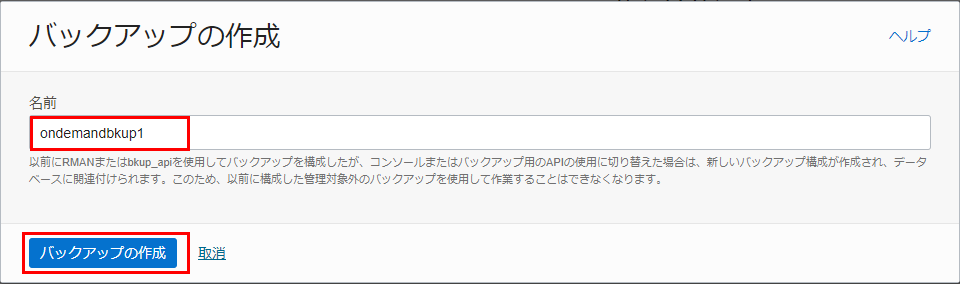 バックアップの作成
ヘルプ
名前
ondemandbkup1
以前にRMANまたはbkup_apiを使用してバックアップを構成したが、コンソールまたはバックアップ用のAPIの使用に切り替えた場合は、新しいバックアップ構成が作成され、データ
ベースに関連付けられます。このため、以前に構成した管理対象外のバックアップを使用して作業することはできなくなります。
バックアップの作成
取消